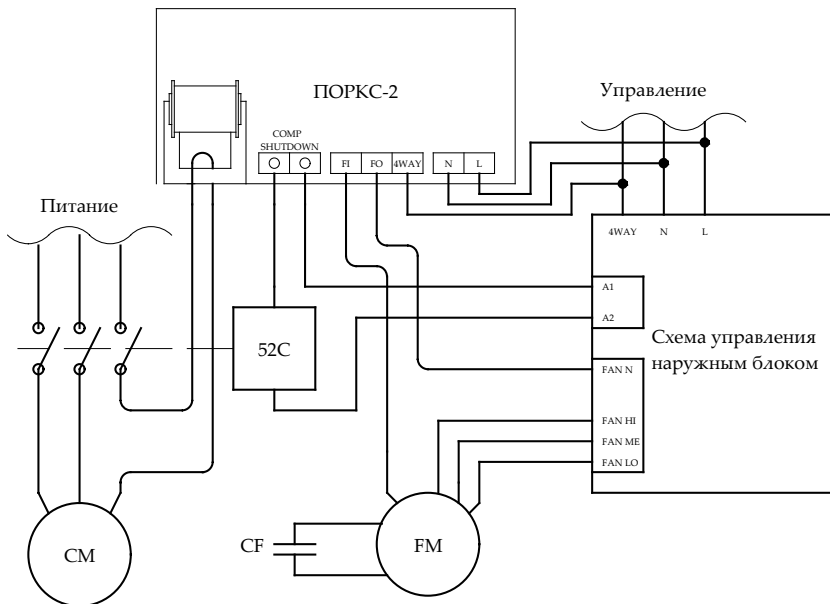 ПОРКС-2
COMP
SHUTDOWN
FI
FO
4WAY
N
L
Управление
Питание
4WAY
N
L
A1
A2
52C
Схема управления
наружным блоком
FAN N
FAN HI
FAN ME
FAN LO
CM
CF
FM